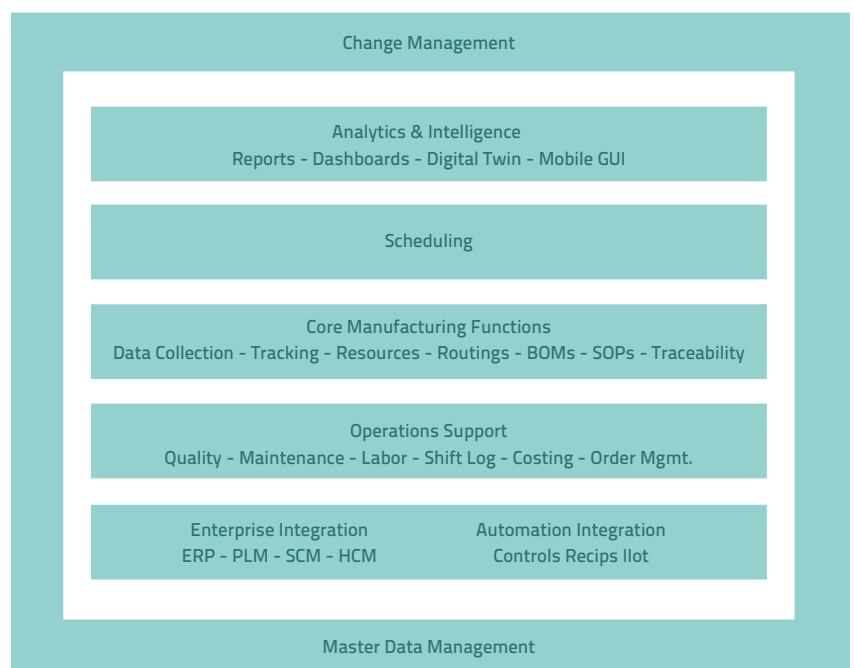 Change Management
Analytics & Intelligence
Reports - Dashboards - Digital Twin - Mobile GUI
Scheduling
Core Manufacturing Functions
Data Collection - Tracking - Resources - Routings - BOMs - SOPs - Traceability
Operations Support
Quality - Maintenance - Labor - Shift Log - Costing - Order Mgmt.
Enterprise Integration
ERP - PLM - SCM - HCM
Automation Integration
Controls Recips IIot
Master Data Management